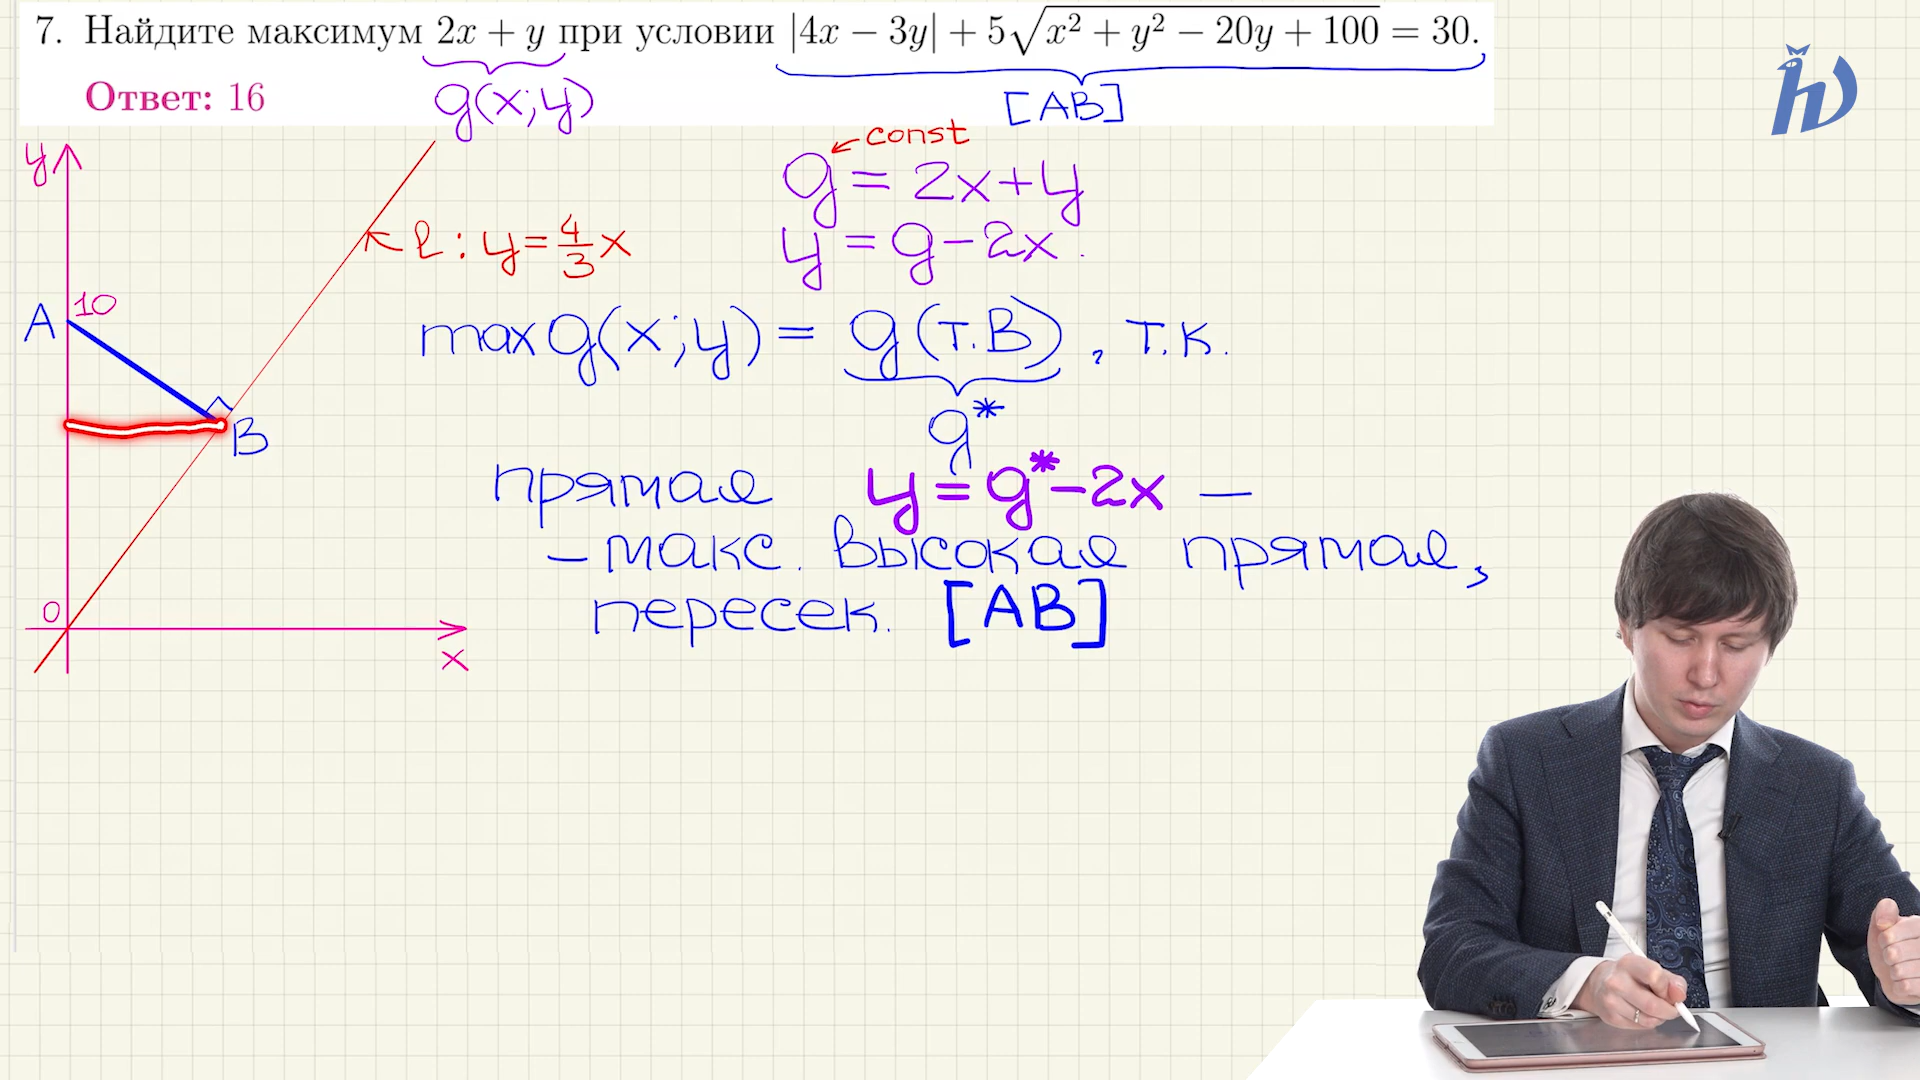 7. Найдите максимум 2x + y при условии |4x − 3y| + 5√(x² + y² − 20y + 100) = 30.
Ответ: 16
g(x;y)
[AB]
const
y
g = 2x+y
l: y = 4/3 x
y = g − 2x.
A
10
max g(x;y) = g(т.B), т.к.
g*
B
прямая y = g* − 2x —
— макс. высокая прямая,
пересек. [AB]
0
x